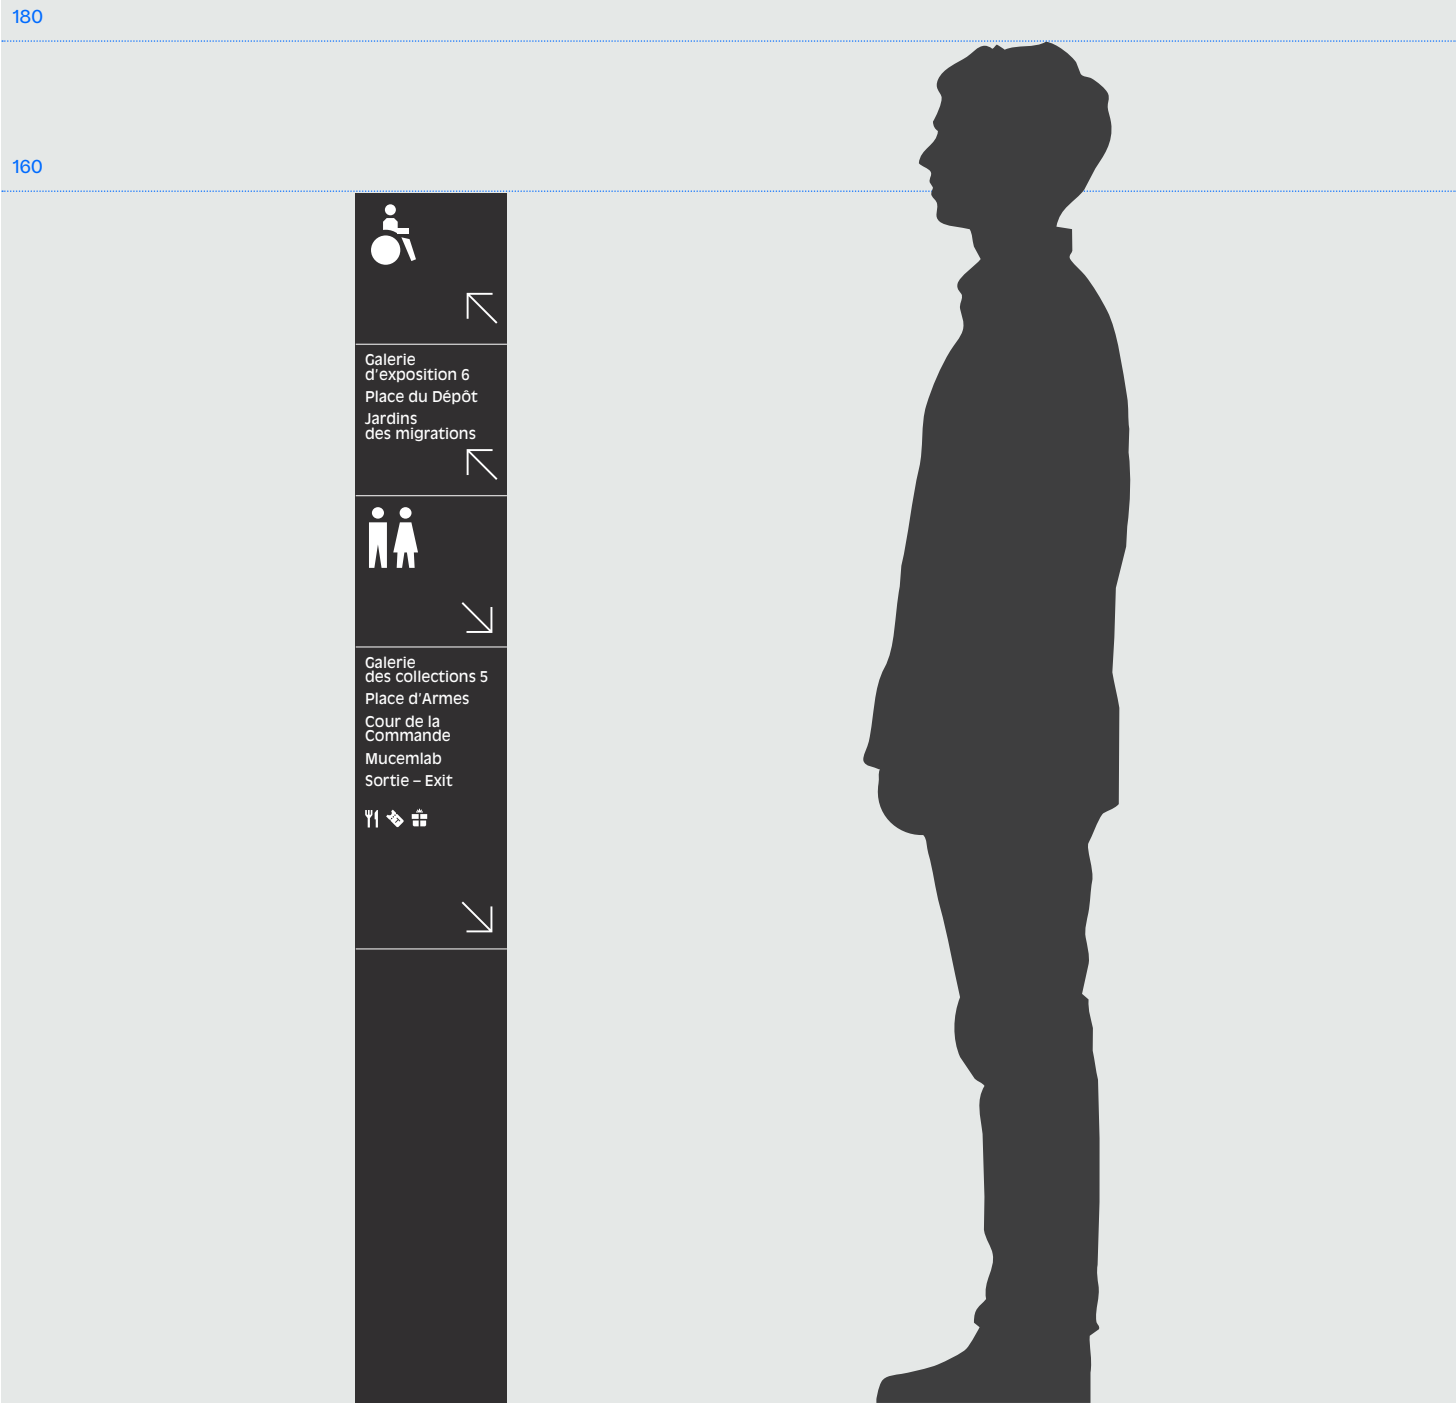 180
160
Galerie
d’exposition 6
Place du Dépôt
Jardins
des migrations
Galerie
des collections 5
Place d’Armes
Cour de la
Commande
Mucemlab
Sortie – Exit